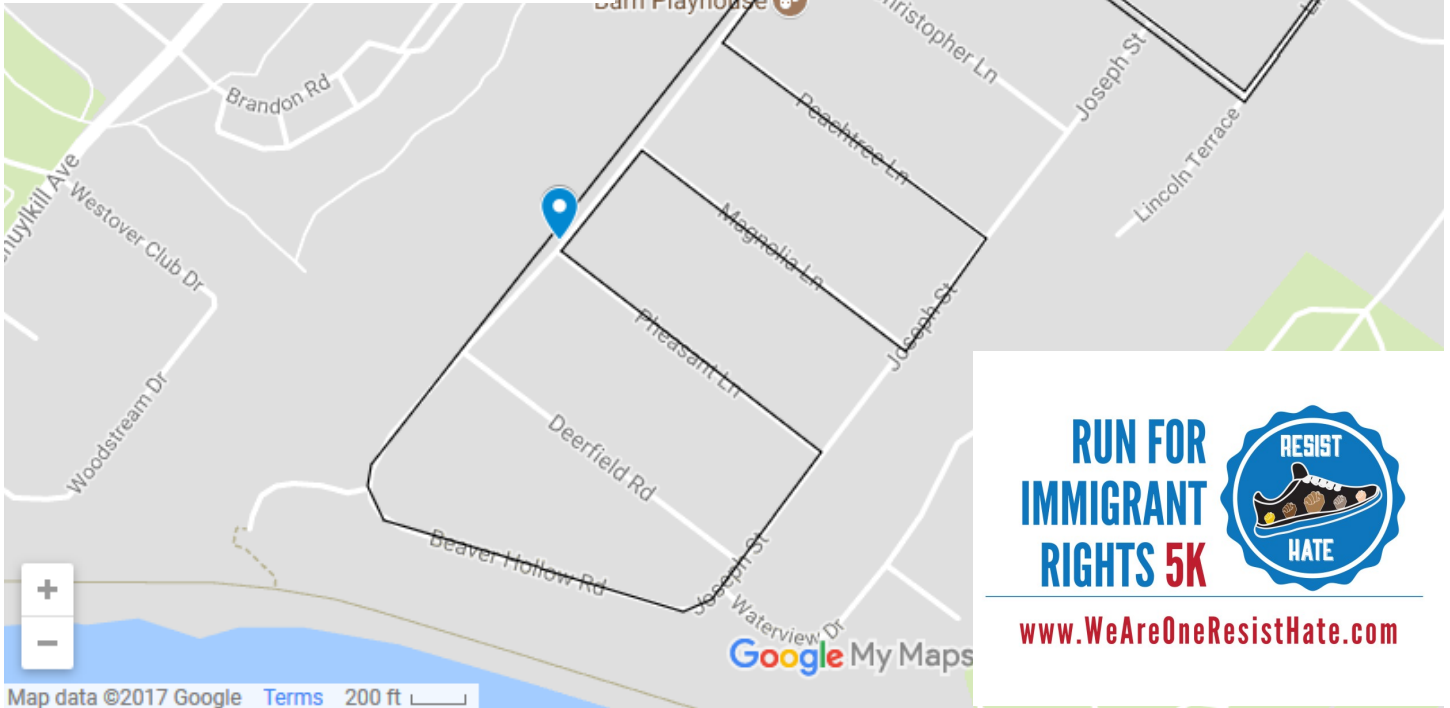 Barn Playhouse
Christopher Ln
Joseph St
Brandon Rd
Peachtree Ln
Lincoln Terrace
Schuylkill Ave
Westover Club Dr
Magnolia Ln
Joseph St
Pheasant Ln
Woodstream Dr
Deerfield Rd
Beaver Hollow Rd
Joseph St
Waterview Dr
RUN FOR
IMMIGRANT
RIGHTS 5K
RESIST
HATE
www.WeAreOneResistHate.com
+
−
Google My Maps
Map data ©2017 Google Terms 200 ft